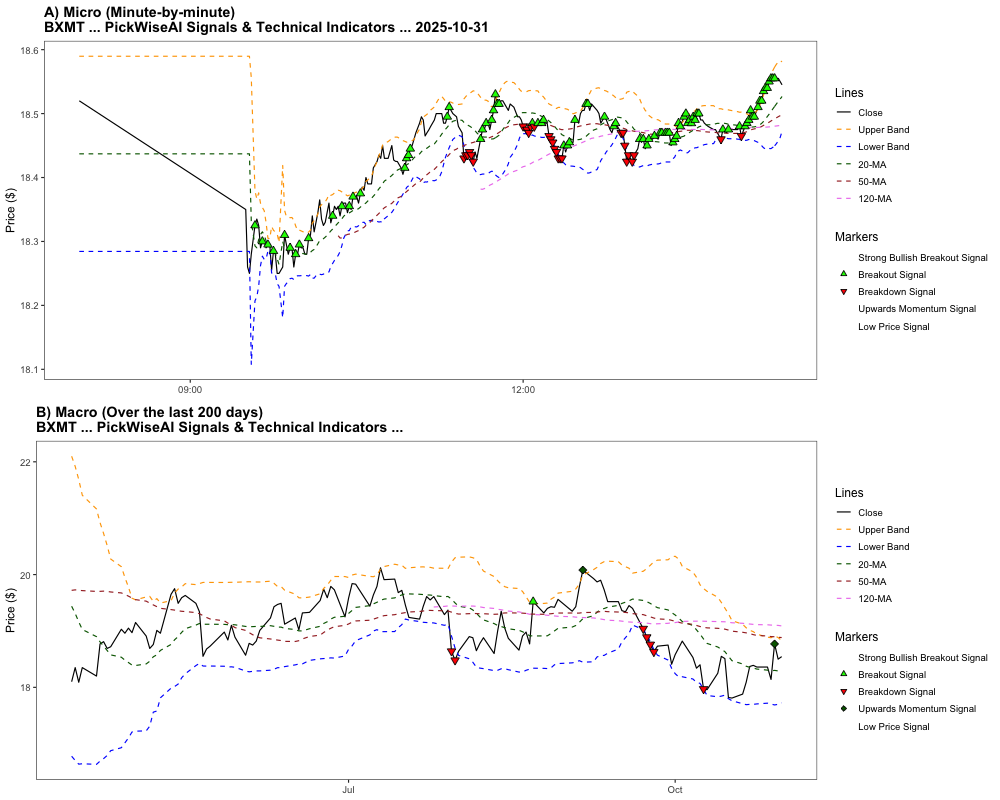 A) Micro (Minute-by-minute)
BXMT ... PickWiseAI Signals & Technical Indicators ... 2025-10-31
18.6
18.5
18.4
18.3
18.2
18.1
Price ($)
09:00
12:00
Lines
Close
Upper Band
Lower Band
20-MA
50-MA
120-MA
Markers
Strong Bullish Breakout Signal
Breakout Signal
Breakdown Signal
Upwards Momentum Signal
Low Price Signal
B) Macro (Over the last 200 days)
BXMT ... PickWiseAI Signals & Technical Indicators ...
22
20
18
Price ($)
Jul
Oct
Lines
Close
Upper Band
Lower Band
20-MA
50-MA
120-MA
Markers
Strong Bullish Breakout Signal
Breakout Signal
Breakdown Signal
Upwards Momentum Signal
Low Price Signal